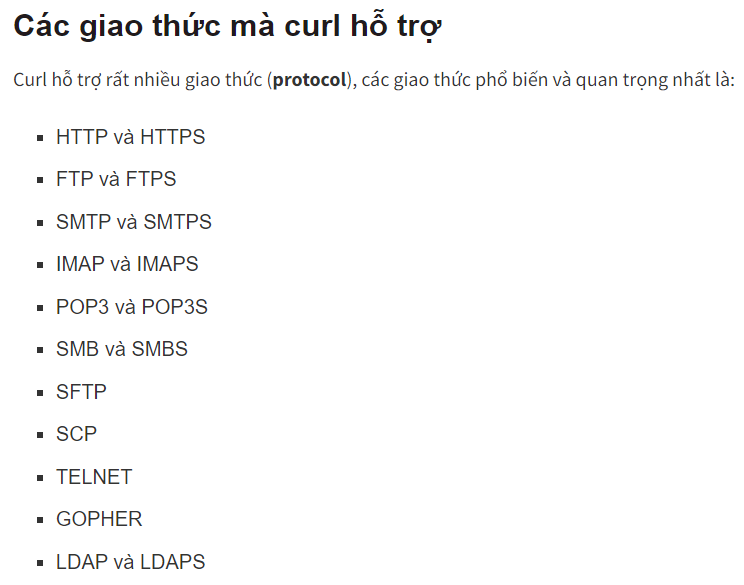 Các giao thức mà curl hỗ trợ
Curl hỗ trợ rất nhiều giao thức (protocol), các giao thức phổ biến và quan trọng nhất là:
▪ HTTP và HTTPS
▪ FTP và FTPS
▪ SMTP và SMTPS
▪ IMAP và IMAPS
▪ POP3 và POP3S
▪ SMB và SMBS
▪ SFTP
▪ SCP
▪ TELNET
▪ GOPHER
▪ LDAP và LDAPS